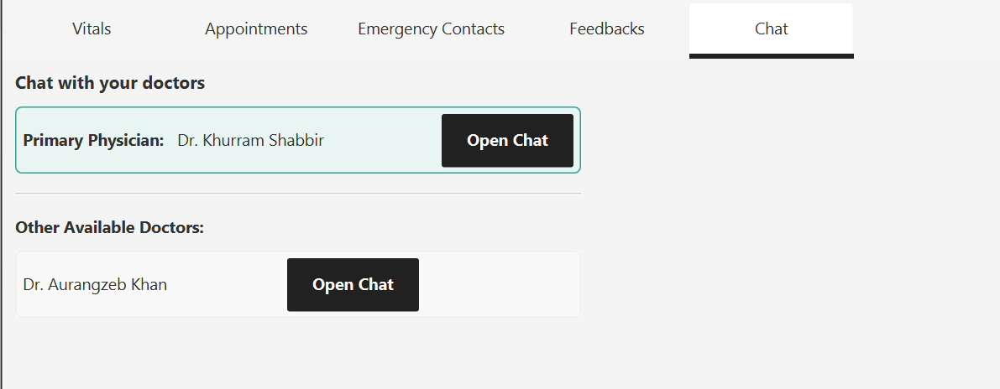 Vitals Appointments Emergency Contacts Feedbacks Chat
Chat with your doctors
Primary Physician: Dr. Khurram Shabbir Open Chat
Other Available Doctors:
Dr. Aurangzeb Khan Open Chat